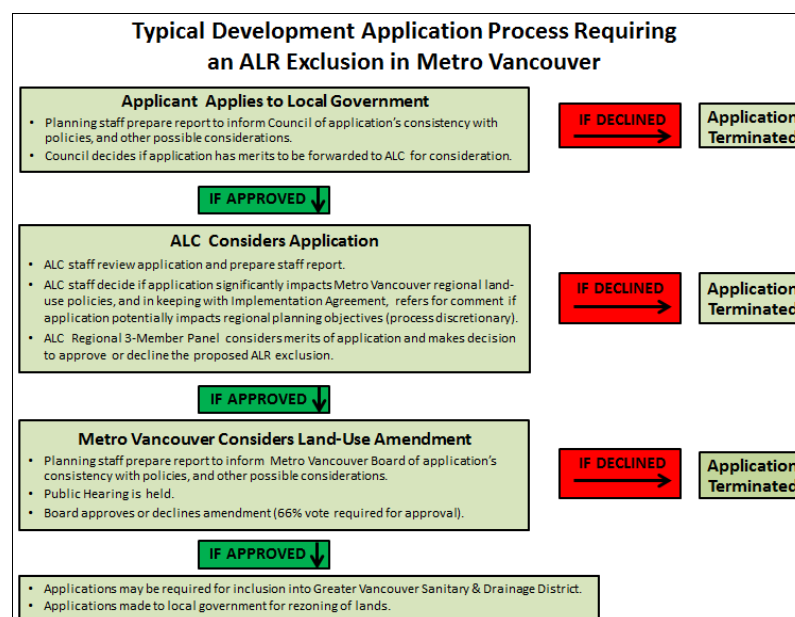 Typical Development Application Process Requiring
an ALR Exclusion in Metro Vancouver
Applicant Applies to Local Government
• Planning staff prepare report to inform Council of application's consistency with
policies, and other possible considerations.
• Council decides if application has merits to be forwarded to ALC for consideration.
IF DECLINED
Application
Terminated
IF APPROVED
ALC Considers Application
• ALC staff review application and prepare staff report.
• ALC staff decide if application significantly impacts Metro Vancouver regional land-
use policies, and in keeping with Implementation Agreement, refers for comment if
application potentially impacts regional planning objectives (process discretionary).
• ALC Regional 3-Member Panel considers merits of application and makes decision
to approve or decline the proposed ALR exclusion.
IF DECLINED
Application
Terminated
IF APPROVED
Metro Vancouver Considers Land-Use Amendment
• Planning staff prepare report to inform Metro Vancouver Board of application's
consistency with policies, and other possible considerations.
• Public Hearing is held.
• Board approves or declines amendment (66% vote required for approval).
IF DECLINED
Application
Terminated
IF APPROVED
• Applications may be required for inclusion into Greater Vancouver Sanitary & Drainage District.
• Applications made to local government for rezoning of lands.